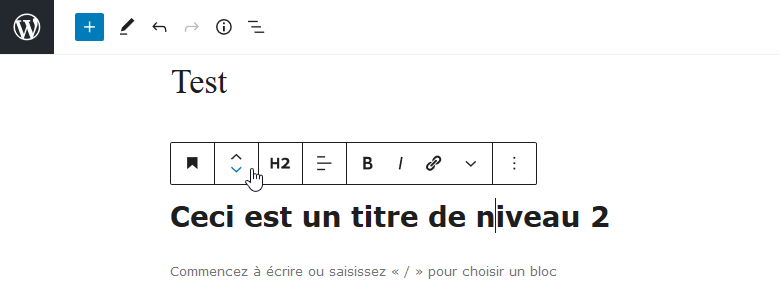 Test
H2
B I
Ceci est un titre de niveau 2
Commencez à écrire ou saisissez « / » pour choisir un bloc